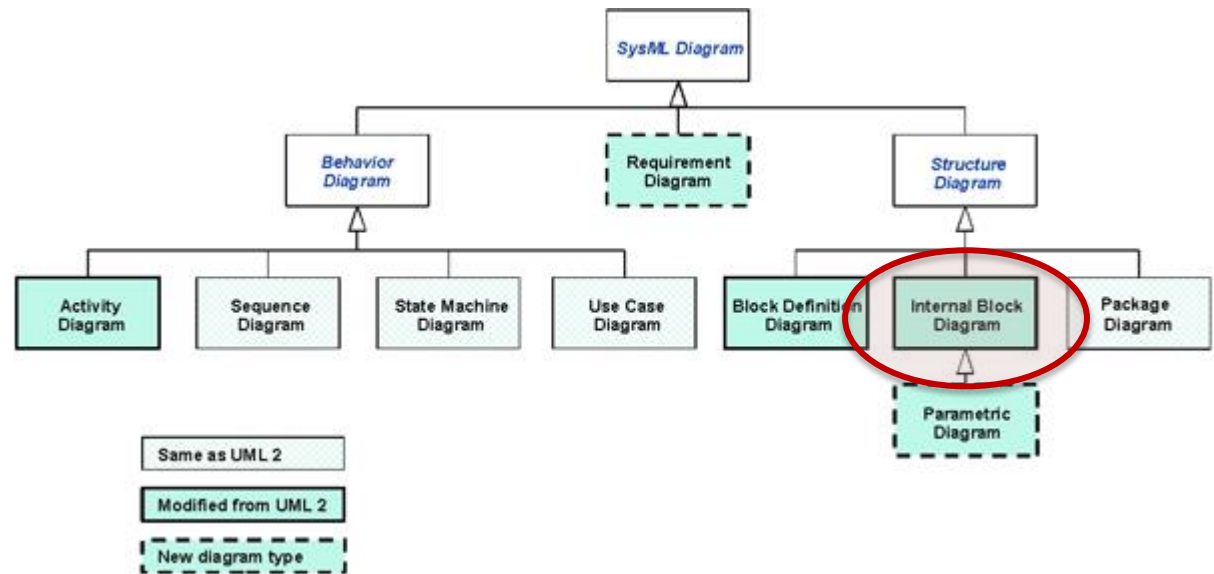 SysML Diagram
Behavior
Diagram
Requirement
Diagram
Structure
Diagram
Activity
Diagram
Sequence
Diagram
State Machine
Diagram
Use Case
Diagram
Block Definition
Diagram
Internal Block
Diagram
Package
Diagram
Parametric
Diagram
Same as UML 2
Modified from UML 2
New diagram type